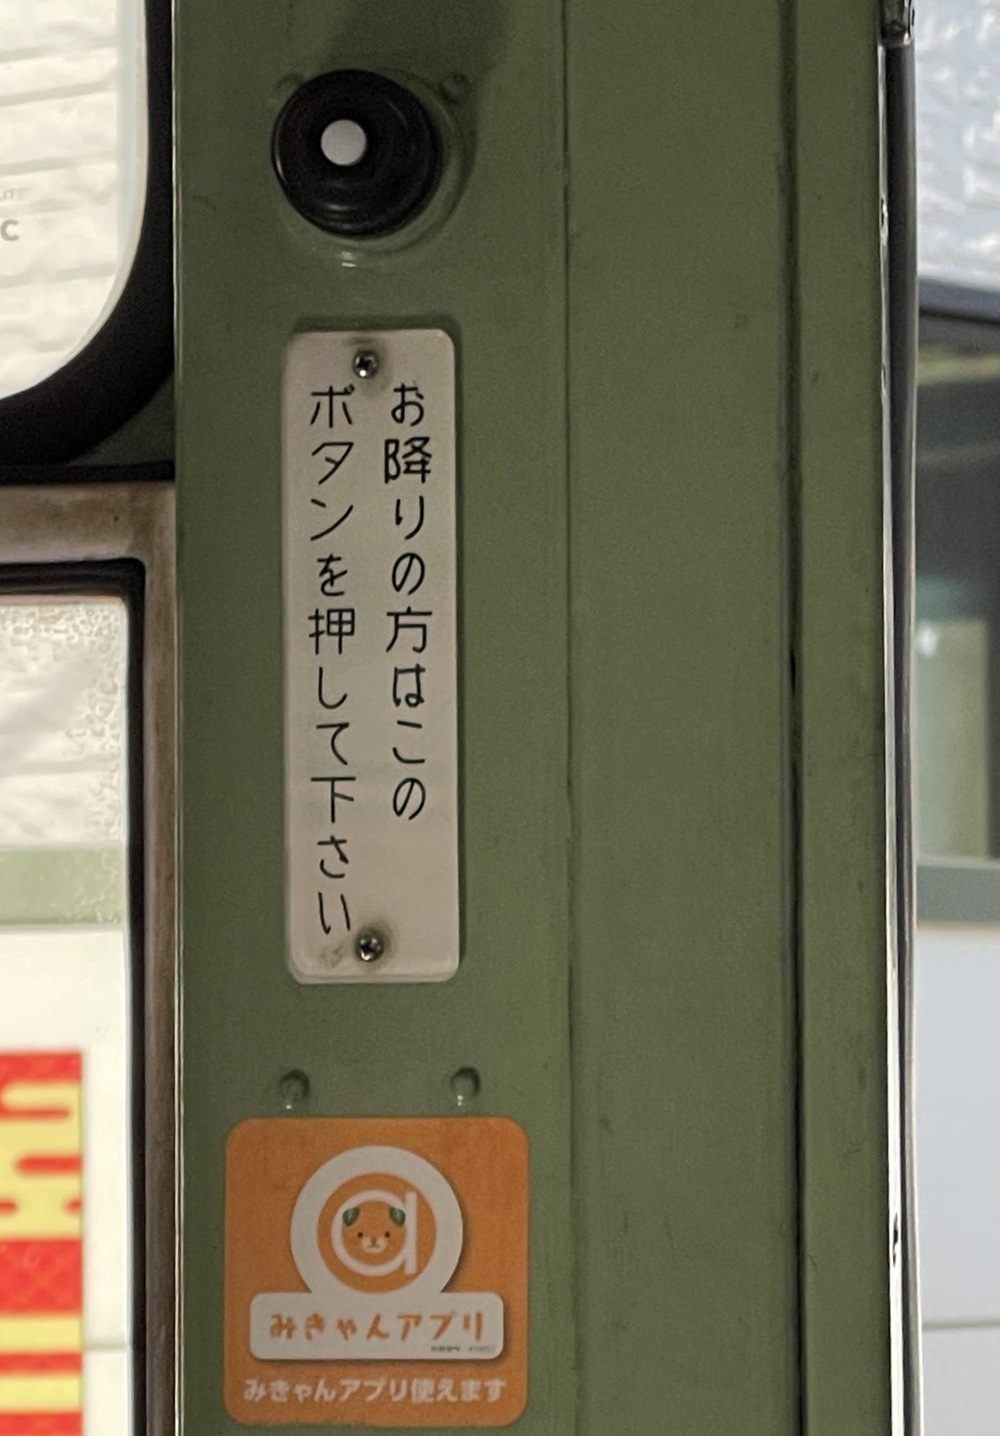 お降りの方はこの
ボタンを押して下さい
みきゃんアプリ
みきゃんアプリ使えます
C